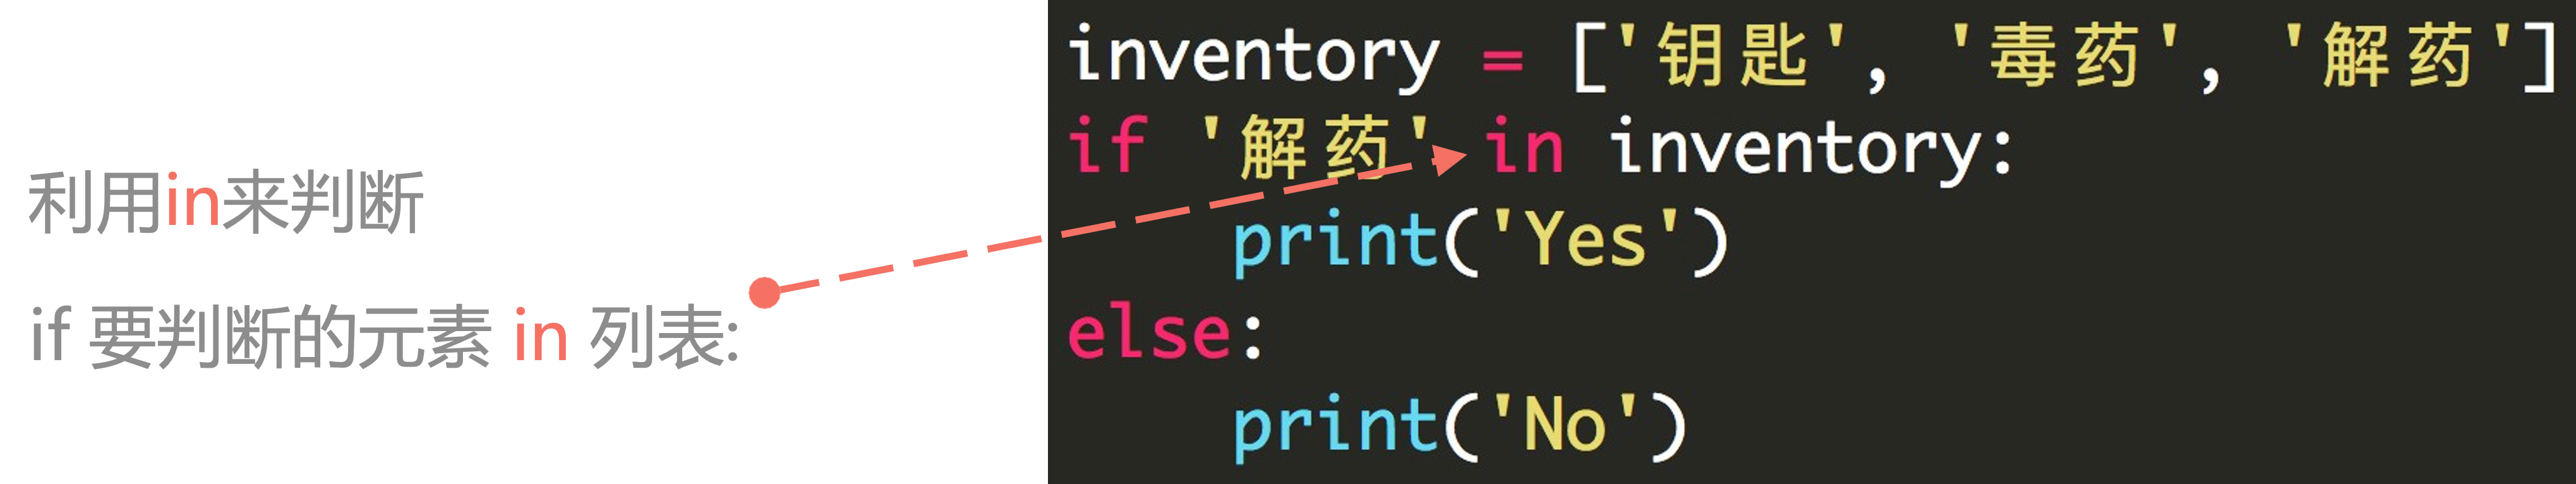 利用in来判断
if 要判断的元素 in 列表:
inventory = ['钥匙', '毒药', '解药']
if '解药' in inventory:
    print('Yes')
else:
    print('No')